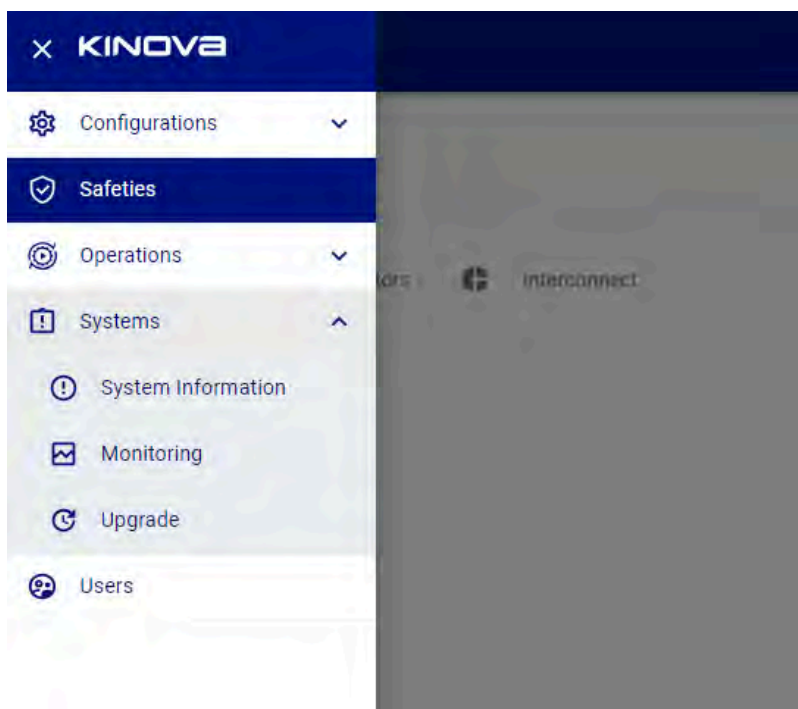 KINOVA
Configurations
Safeties
Operations
Interconnect
Systems
System Information
Monitoring
Upgrade
Users